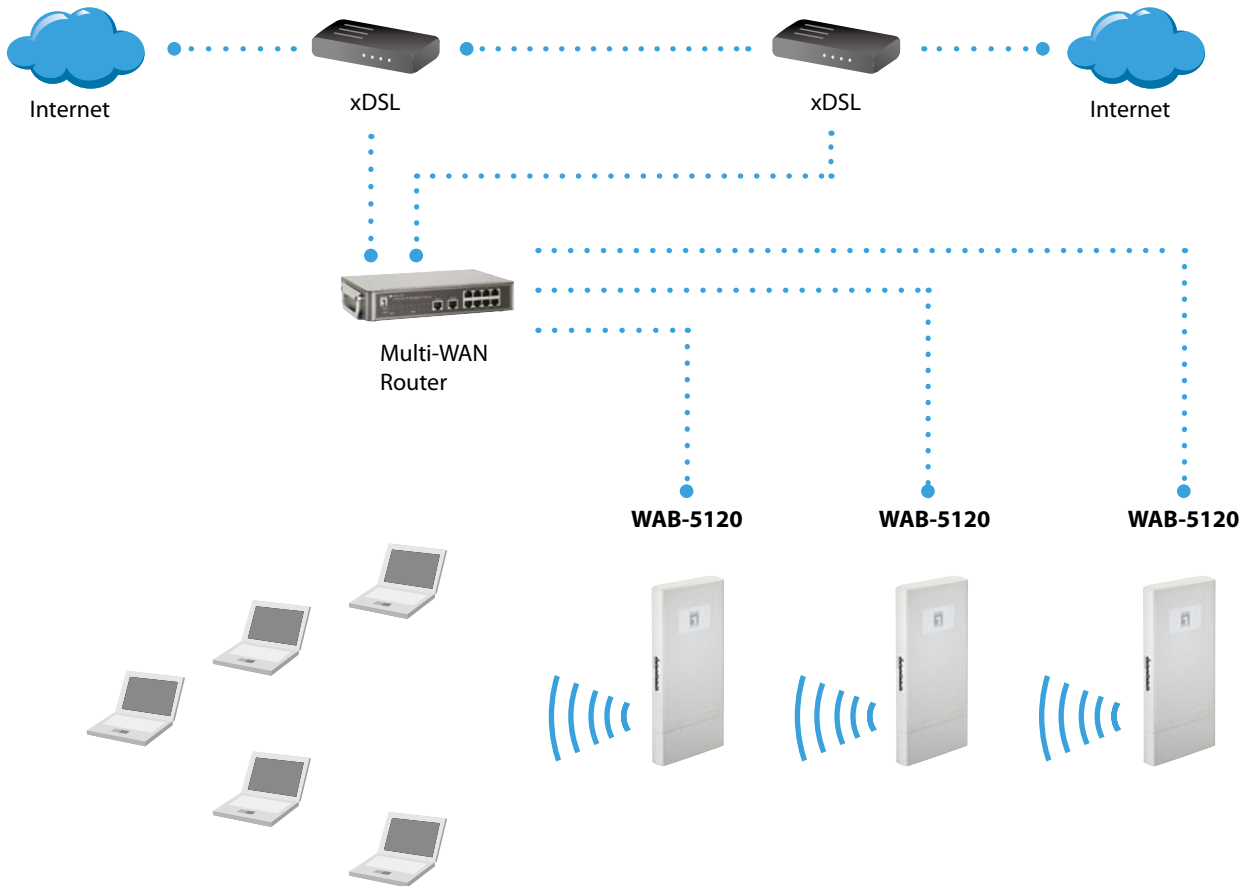 Internet
xDSL
xDSL
Internet
Multi-WAN
Router
WAB-5120
WAB-5120
WAB-5120